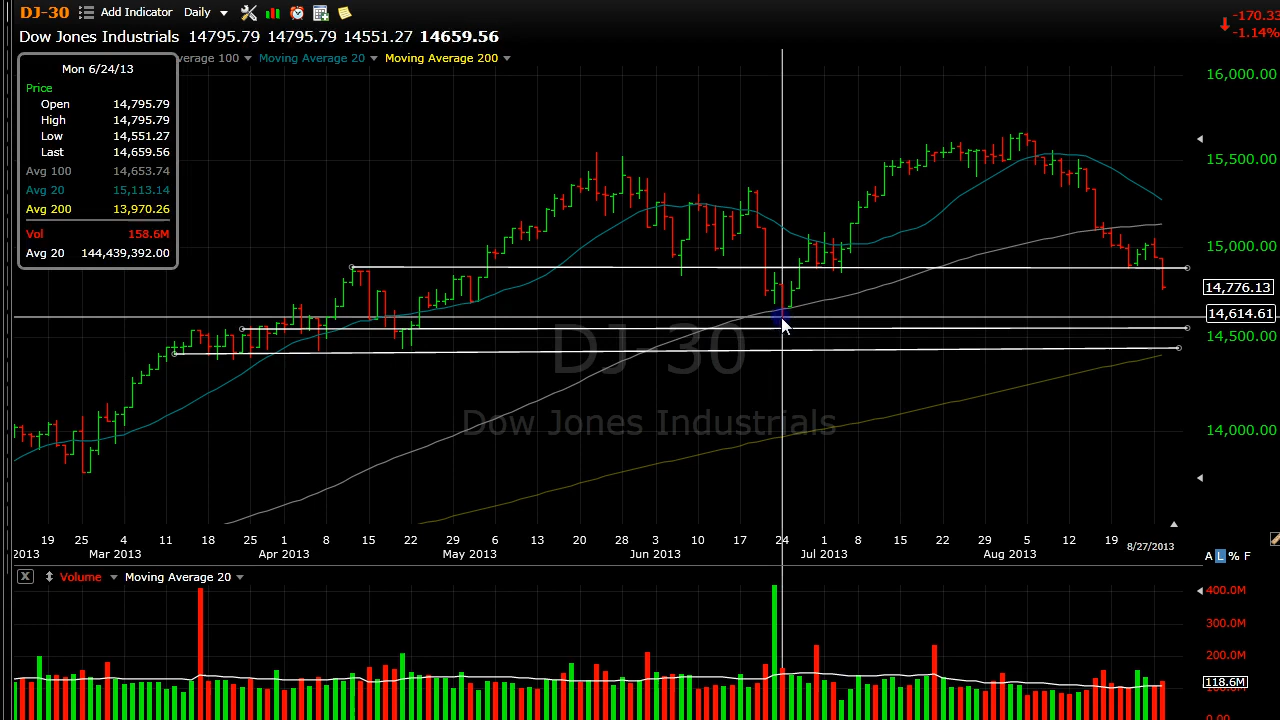 DJ-30 Add Indicator Daily
Dow Jones Industrials 14795.79 14795.79 14551.27 14659.56
-170.33
-1.14%
verage 100 Moving Average 20 Moving Average 200
Mon 6/24/13
Price
Open 14,795.79
High 14,795.79
Low 14,551.27
Last 14,659.56
Avg 100 14,653.74
Avg 20 15,113.14
Avg 200 13,970.26
Vol 158.6M
Avg 20 144,439,392.00
16,000.00
15,500.00
15,000.00
14,776.13
14,614.61
14,500.00
14,000.00
DJ-30
Dow Jones Industrials
19 25 4 11 18 25 1 8 15 22 29 6 13 20 28 3 10 17 24 1 8 15 22 29 5 12 19
2013 Mar 2013 Apr 2013 May 2013 Jun 2013 Jul 2013 Aug 2013 8/27/2013
A L % F
X Volume Moving Average 20
400.0M
300.0M
200.0M
118.6M